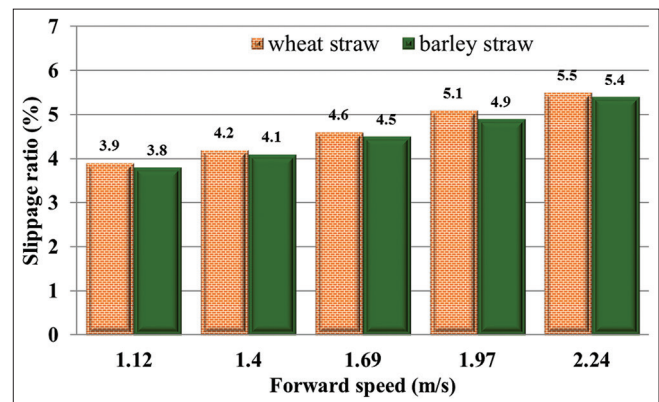 7
6
5
4
3
2
1
0
Slippage ratio (%)
wheat straw barley straw
3.9 3.8 4.2 4.1 4.6 4.5 5.1 4.9 5.5 5.4
1.12 1.4 1.69 1.97 2.24
Forward speed (m/s)